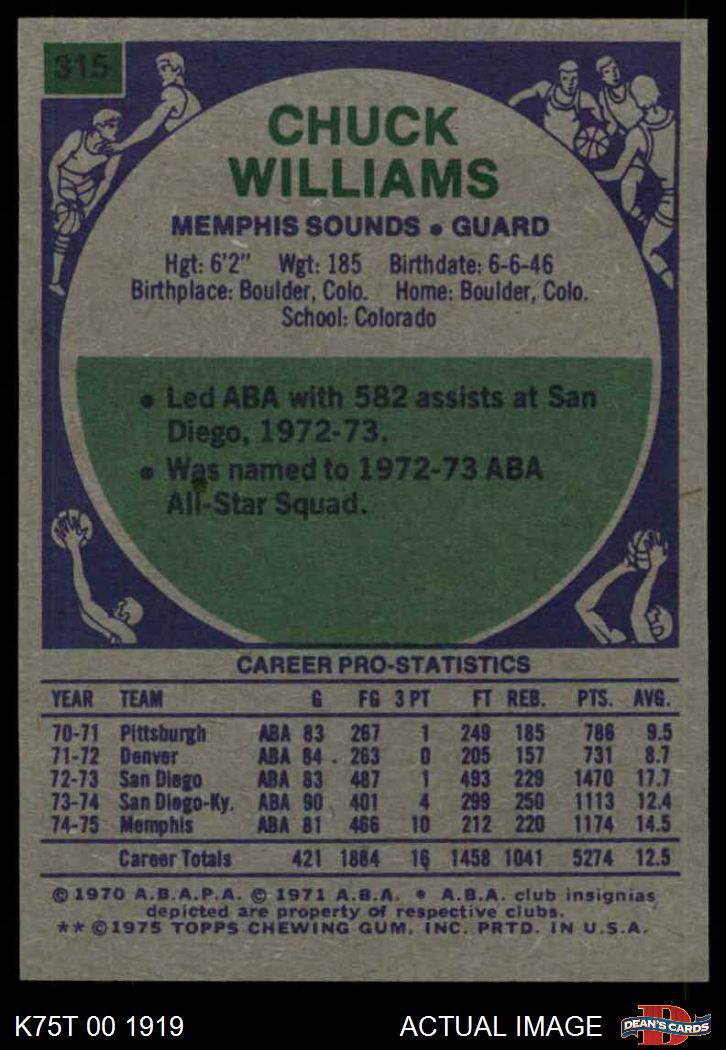 315
CHUCK
WILLIAMS
MEMPHIS SOUNDS • GUARD
Hgt: 6'2" Wgt: 185 Birthdate: 6-6-46
Birthplace: Boulder, Colo. Home: Boulder, Colo.
School: Colorado
• Led ABA with 582 assists at San
Diego, 1972-73.
• Was named to 1972-73 ABA
All-Star Squad.
CAREER PRO-STATISTICS
YEAR TEAM G FG 3 PT FT REB. PTS. AVG.
70-71 Pittsburgh ABA 83 267 1 249 185 786 9.5
71-72 Denver ABA 84 263 0 205 157 731 8.7
72-73 San Diego ABA 83 487 1 493 229 1470 17.7
73-74 San Diego-Ky. ABA 90 401 4 299 250 1113 12.4
74-75 Memphis ABA 81 466 10 212 220 1174 14.5
Career Totals 421 1884 16 1458 1041 5274 12.5
© 1970 A.B.A.P.A. © 1971 A.B.A. • A.B.A. club insignias
depicted are property of respective clubs.
** © 1975 TOPPS CHEWING GUM, INC. PRTD. IN U.S.A.
K75T 00 1919
ACTUAL IMAGE
D
DEAN'S CARDS